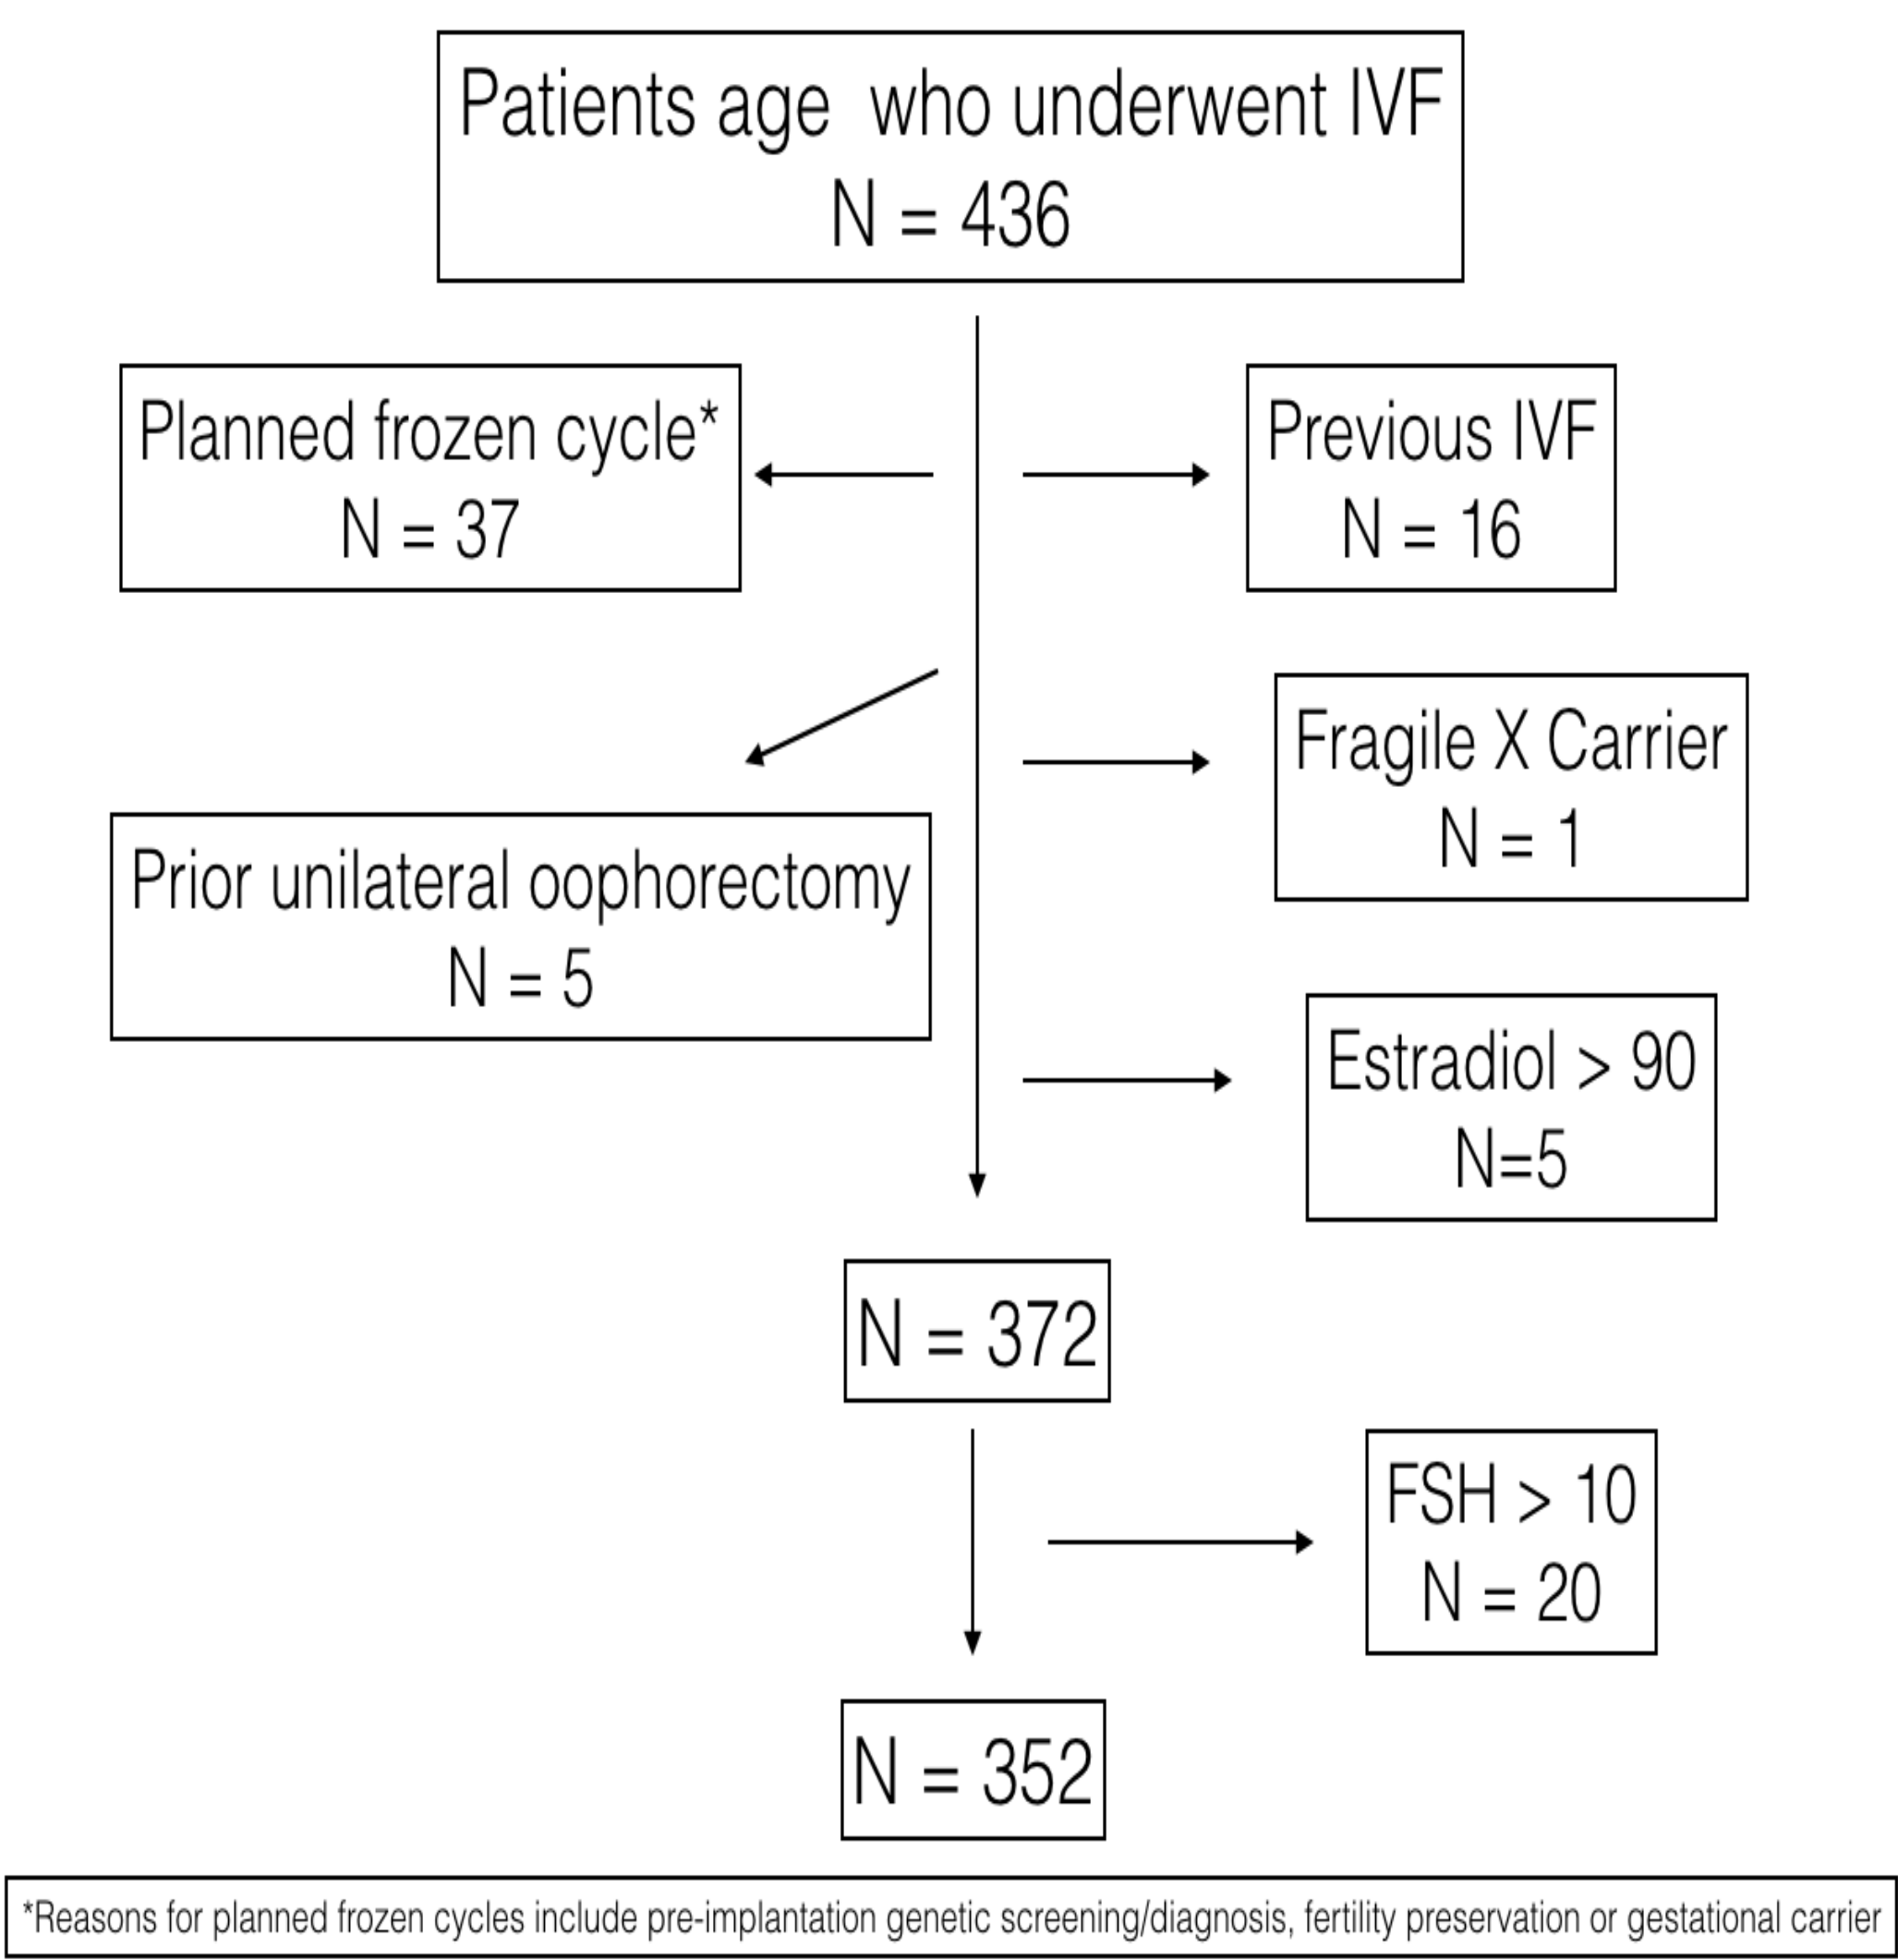 Patients age who underwent IVF
N = 436
Planned frozen cycle*
N = 37
Previous IVF
N = 16
Fragile X Carrier
N = 1
Prior unilateral oophorectomy
N = 5
Estradiol > 90
N=5
N = 372
FSH > 10
N = 20
N = 352
*Reasons for planned frozen cycles include pre-implantation genetic screening/diagnosis, fertility preservation or gestational carrier